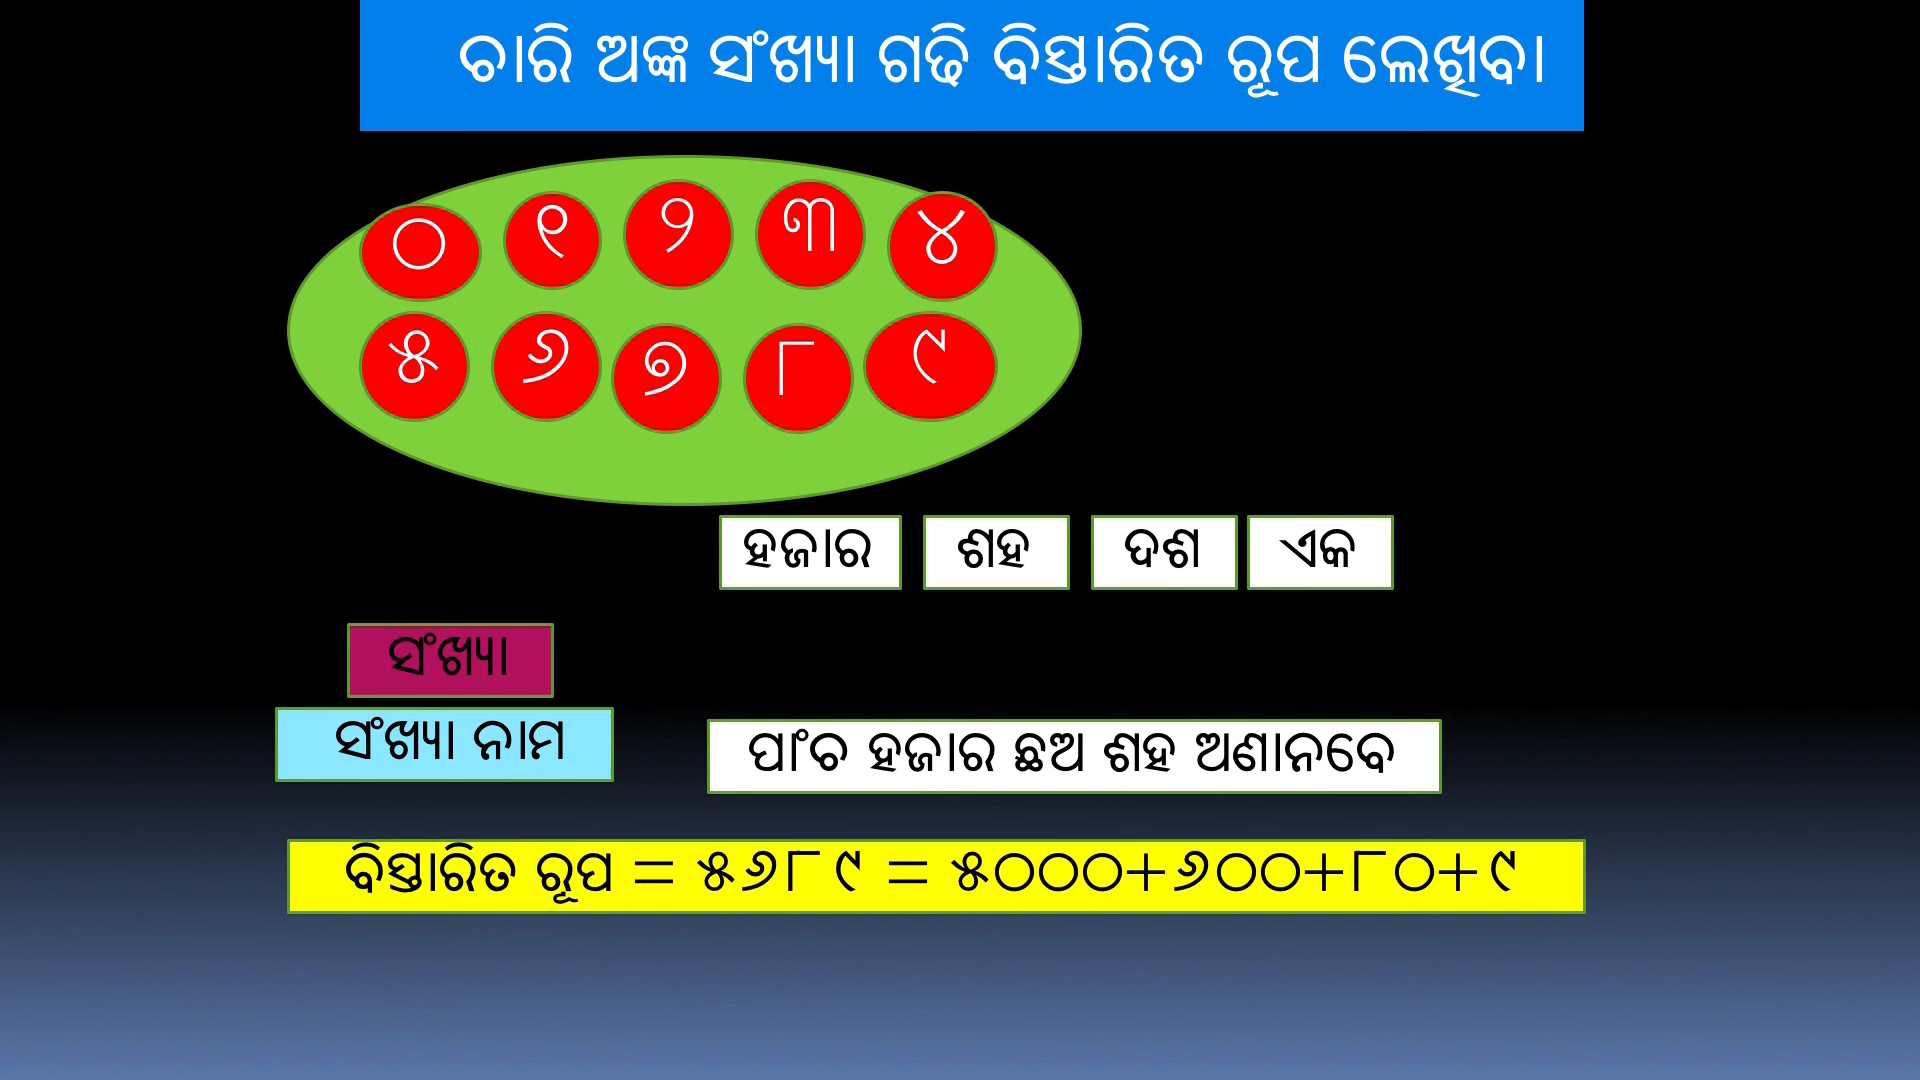 ଚାରି ଅଙ୍କ ସଂଖ୍ୟା ଗଢ଼ି ବିସ୍ତାରିତ ରୂପ ଲେଖିବା
୦ ୧ ୨ ୩ ୪
୫ ୬ ୭ ୮ ୯
ହଜାର ଶହ ଦଶ ଏକ
ସଂଖ୍ୟା
ସଂଖ୍ୟା ନାମ
ପାଂଚ ହଜାର ଛଅ ଶହ ଅଣାନବେ
ବିସ୍ତାରିତ ରୂପ = ୫୬୮୯ = ୫୦୦୦+୬୦୦+୮୦+୯